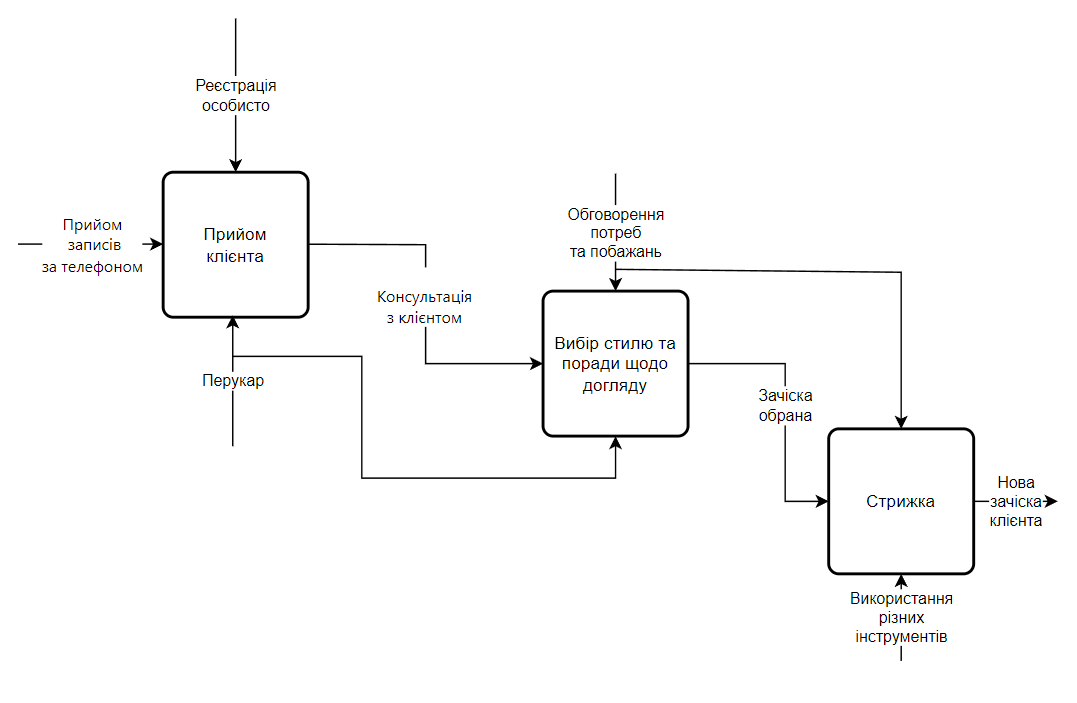 Реєстрація
особисто
Прийом
записів
за телефоном
Прийом
клієнта
Обговорення
потреб
та побажань
Консультація
з клієнтом
Вибір стилю та
поради щодо
догляду
Перукар
Зачіска
обрана
Стрижка
Нова
зачіска
клієнта
Використання
різних
інструментів